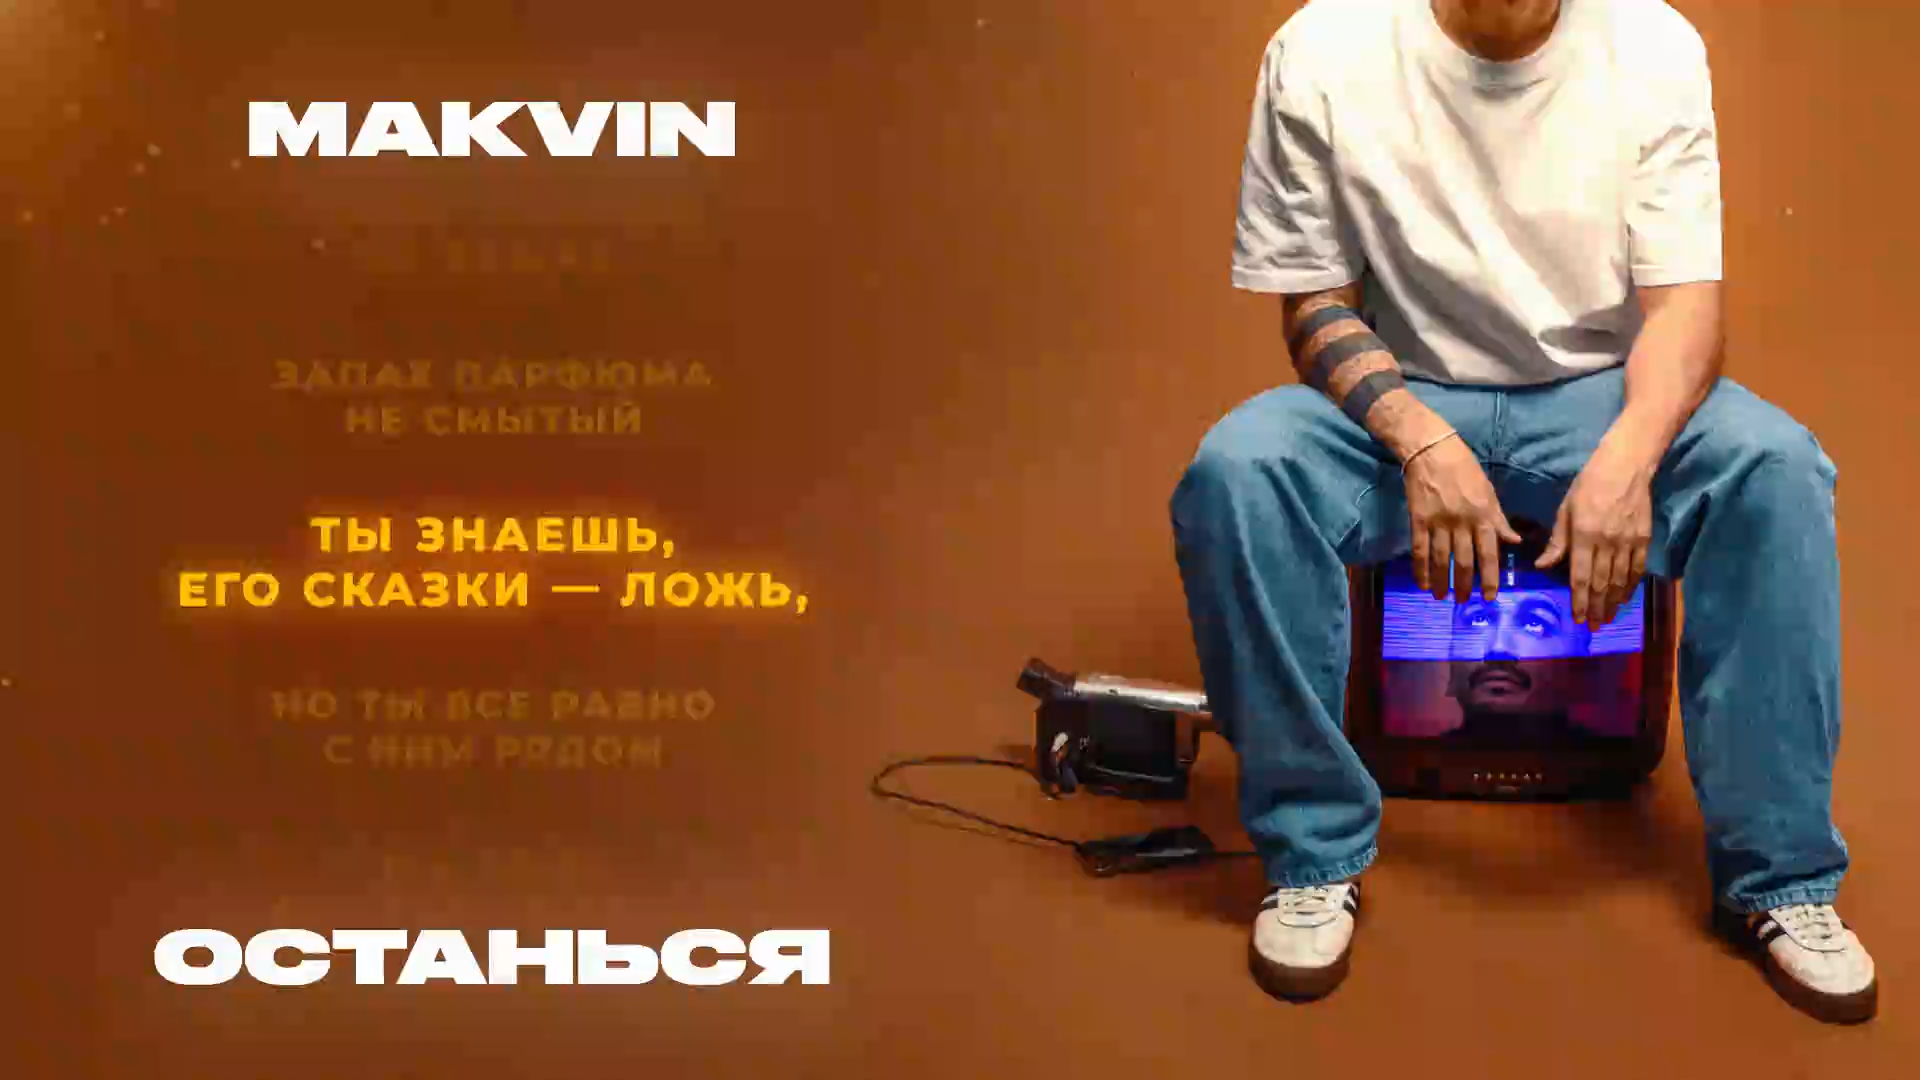 MAKVIN
ЗАПАХ ПАРФЮМА
НЕ СМЫТЫЙ
ТЫ ЗНАЕШЬ,
ЕГО СКАЗКИ — ЛОЖЬ,
НО ТЫ ВСЕ РАВНО
С НИМ РЯДОМ
ОСТАНЬСЯ